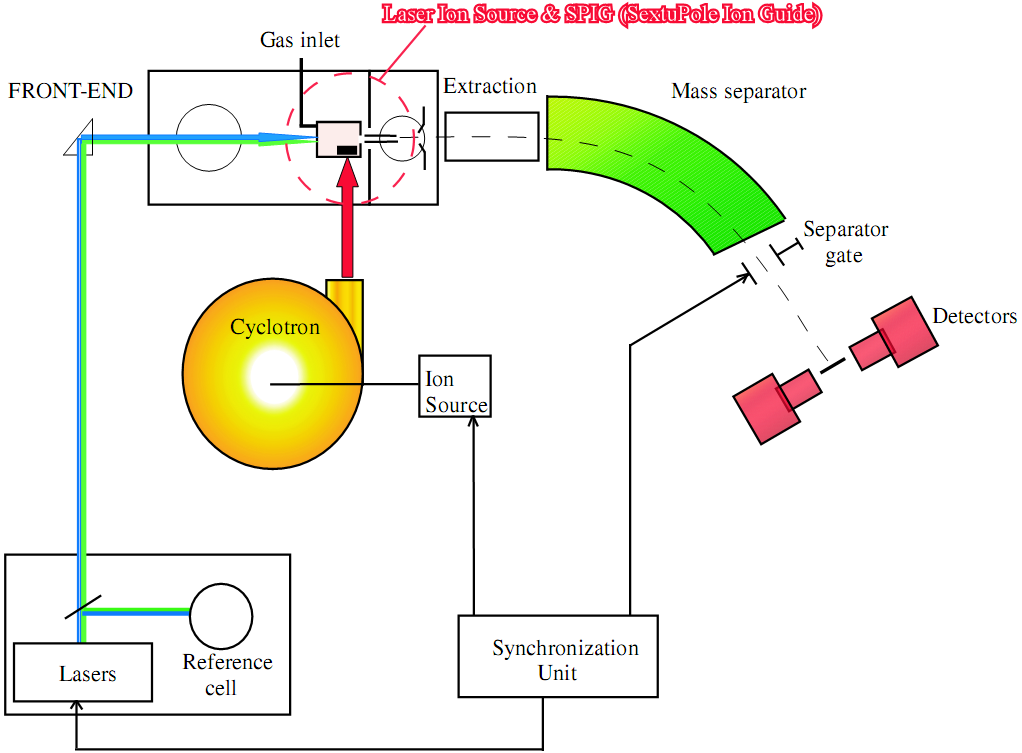 Laser Ion Source & SPIG (SextuPole Ion Guide)
Gas inlet
FRONT-END
Extraction
Mass separator
Separator
gate
Detectors
Cyclotron
Ion
Source
Synchronization
Unit
Reference
cell
Lasers